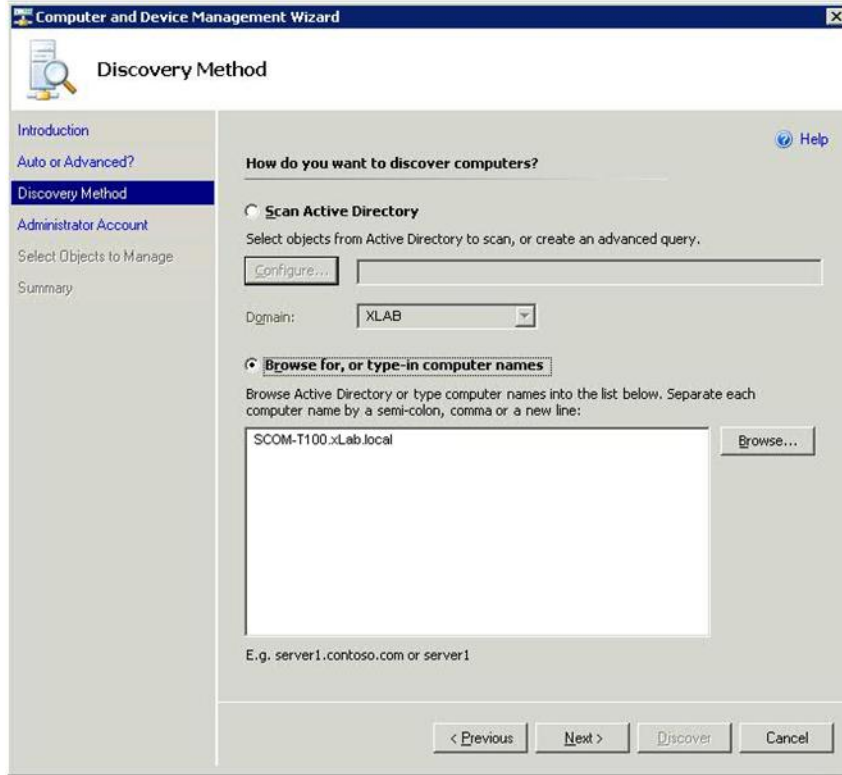 Computer and Device Management Wizard
Discovery Method
Introduction
Auto or Advanced?
Discovery Method
Administrator Account
Select Objects to Manage
Summary
Help
How do you want to discover computers?
Scan Active Directory
Select objects from Active Directory to scan, or create an advanced query.
Configure...
Domain: XLAB
Browse for, or type-in computer names
Browse Active Directory or type computer names into the list below. Separate each
computer name by a semi-colon, comma or a new line:
SCOM-T100.xLab.local
Browse...
E.g. server1.contoso.com or server1
< Previous Next > Discover Cancel